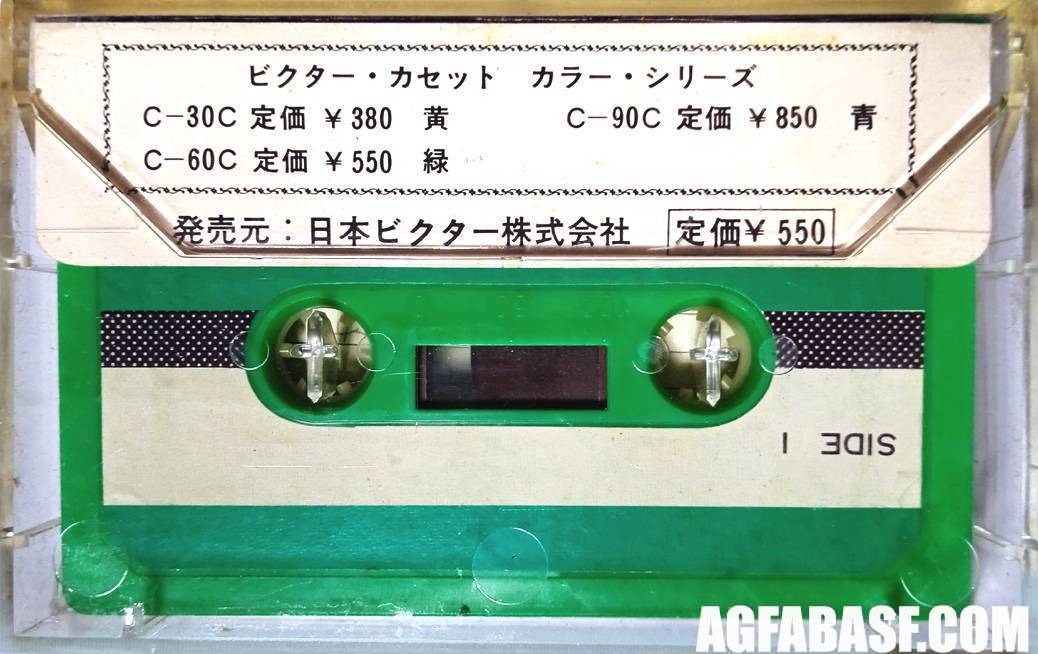 ビクター・カセット カラー・シリーズ
C-30C 定価 ¥380 黄 C-90C 定価 ¥850 青
C-60C 定価 ¥550 緑
発売元：日本ビクター株式会社 定価¥550
SIDE 1
AGFABASF.COM